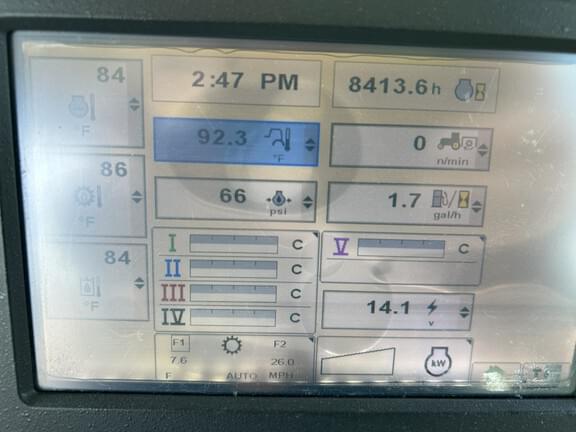 84
°F
86
°F
84
°F
2:47 PM
8413.6 h
92.3
°F
0
n/min
66
psi
1.7
gal/h
I C
II C
III C
IV C
V C
14.1
v
F1 F2
7.6 26.0
F AUTO MPH
kW